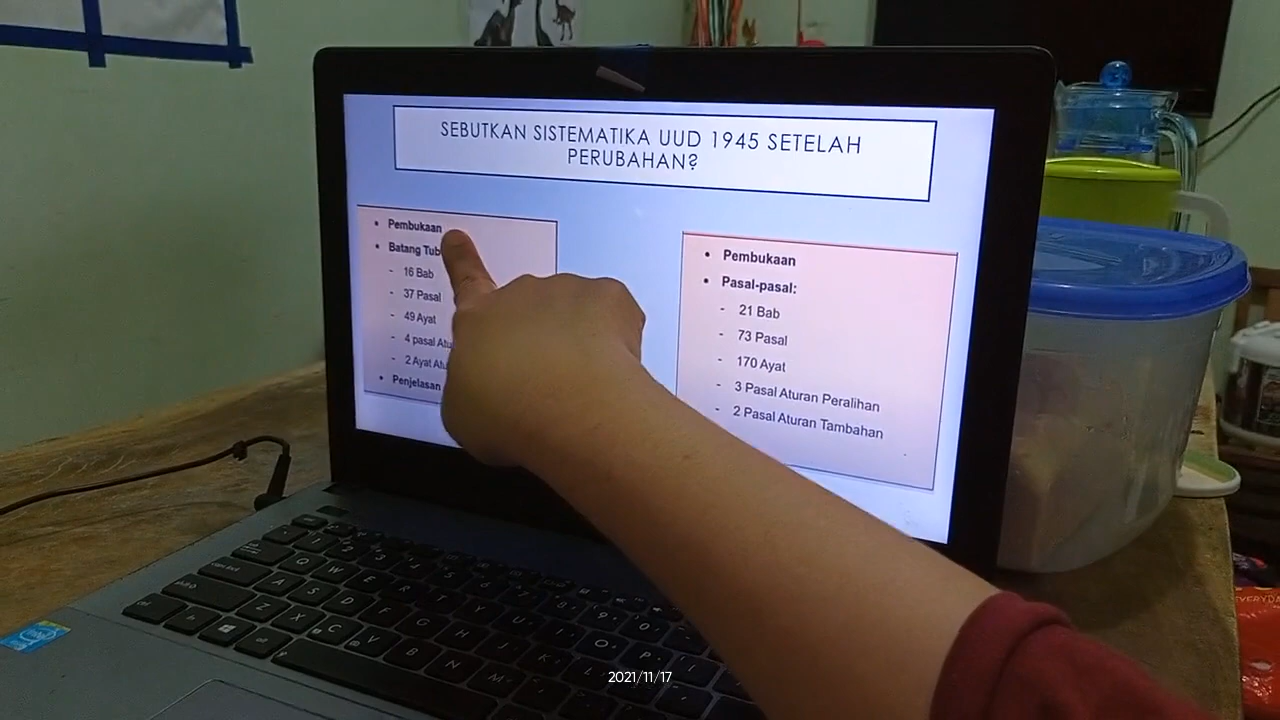 SEBUTKAN SISTEMATIKA UUD 1945 SETELAH
PERUBAHAN?
• Pembukaan
• Batang Tub
- 16 Bab
- 37 Pasal
- 49 Ayat
- 4 pasal Atu
- 2 Ayat Atu
• Penjelasan
• Pembukaan
• Pasal-pasal:
- 21 Bab
- 73 Pasal
- 170 Ayat
- 3 Pasal Aturan Peralihan
- 2 Pasal Aturan Tambahan
2021/11/17